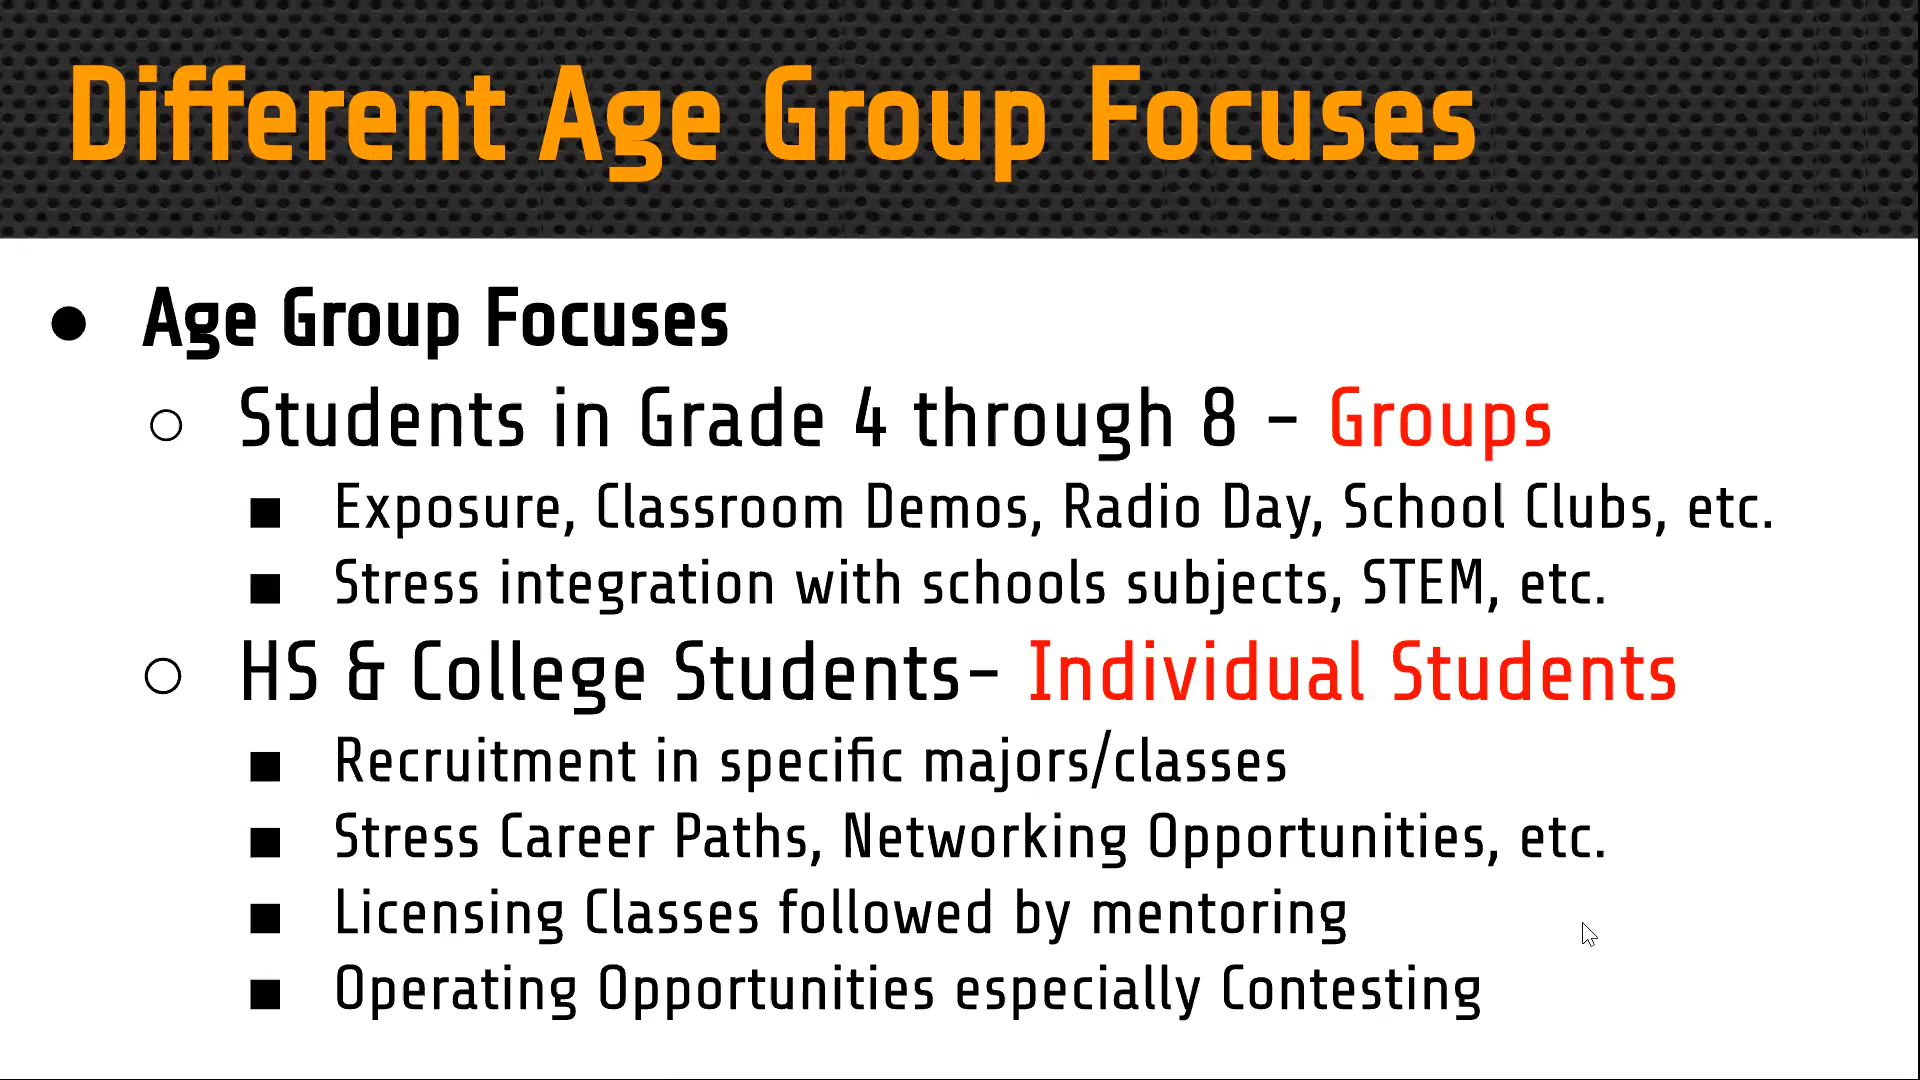 Different Age Group Focuses
● Age Group Focuses
○ Students in Grade 4 through 8 – Groups
■ Exposure, Classroom Demos, Radio Day, School Clubs, etc.
■ Stress integration with schools subjects, STEM, etc.
○ HS & College Students– Individual Students
■ Recruitment in specific majors/classes
■ Stress Career Paths, Networking Opportunities, etc.
■ Licensing Classes followed by mentoring
■ Operating Opportunities especially Contesting